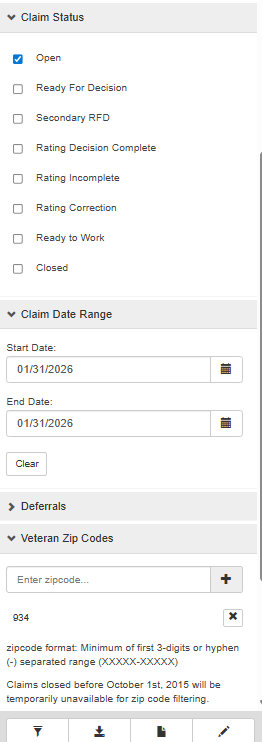 Claim Status
Open
Ready For Decision
Secondary RFD
Rating Decision Complete
Rating Incomplete
Rating Correction
Ready to Work
Closed
Claim Date Range
Start Date:
01/31/2026
End Date:
01/31/2026
Clear
Deferrals
Veteran Zip Codes
Enter zipcode...
934
zipcode format: Minimum of first 3-digits or hyphen
(-) separated range (XXXXX-XXXXX)
Claims closed before October 1st, 2015 will be
temporarily unavailable for zip code filtering.